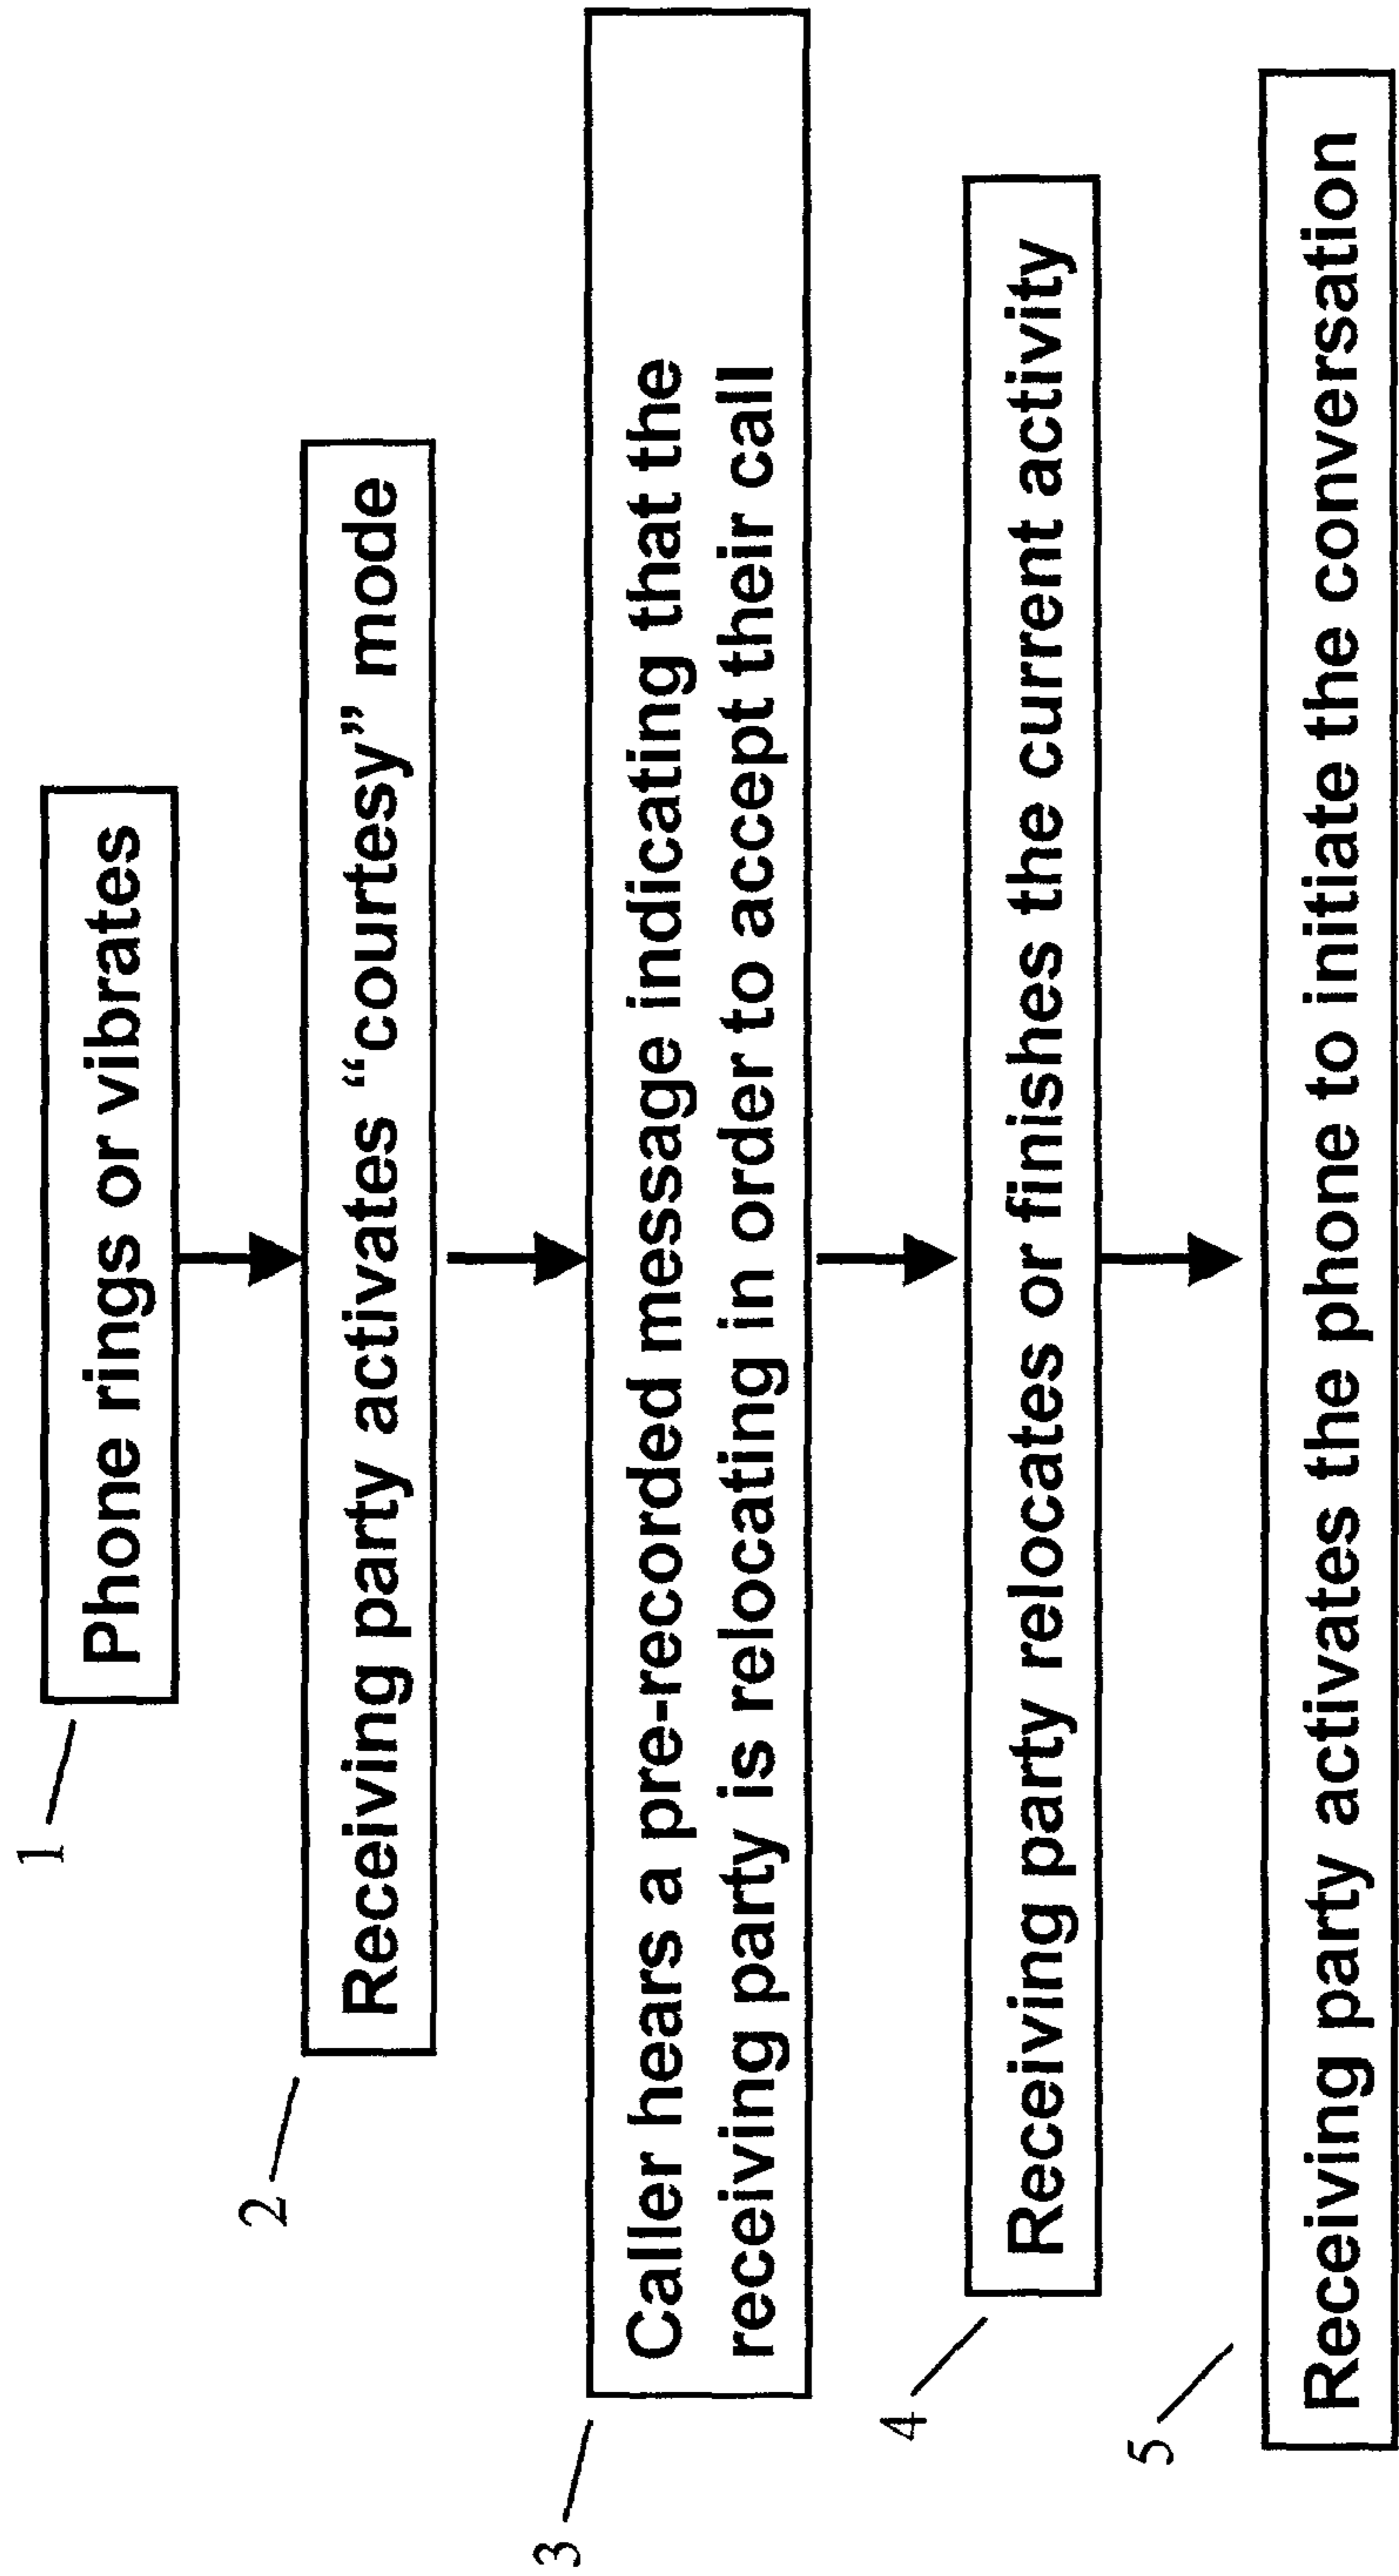 1
Phone rings or vibrates
2
Receiving party activates “courtesy” mode
3
Caller hears a pre-recorded message indicating that the
receiving party is relocating in order to accept their call
4
Receiving party relocates or finishes the current activity
5
Receiving party activates the phone to initiate the conversation